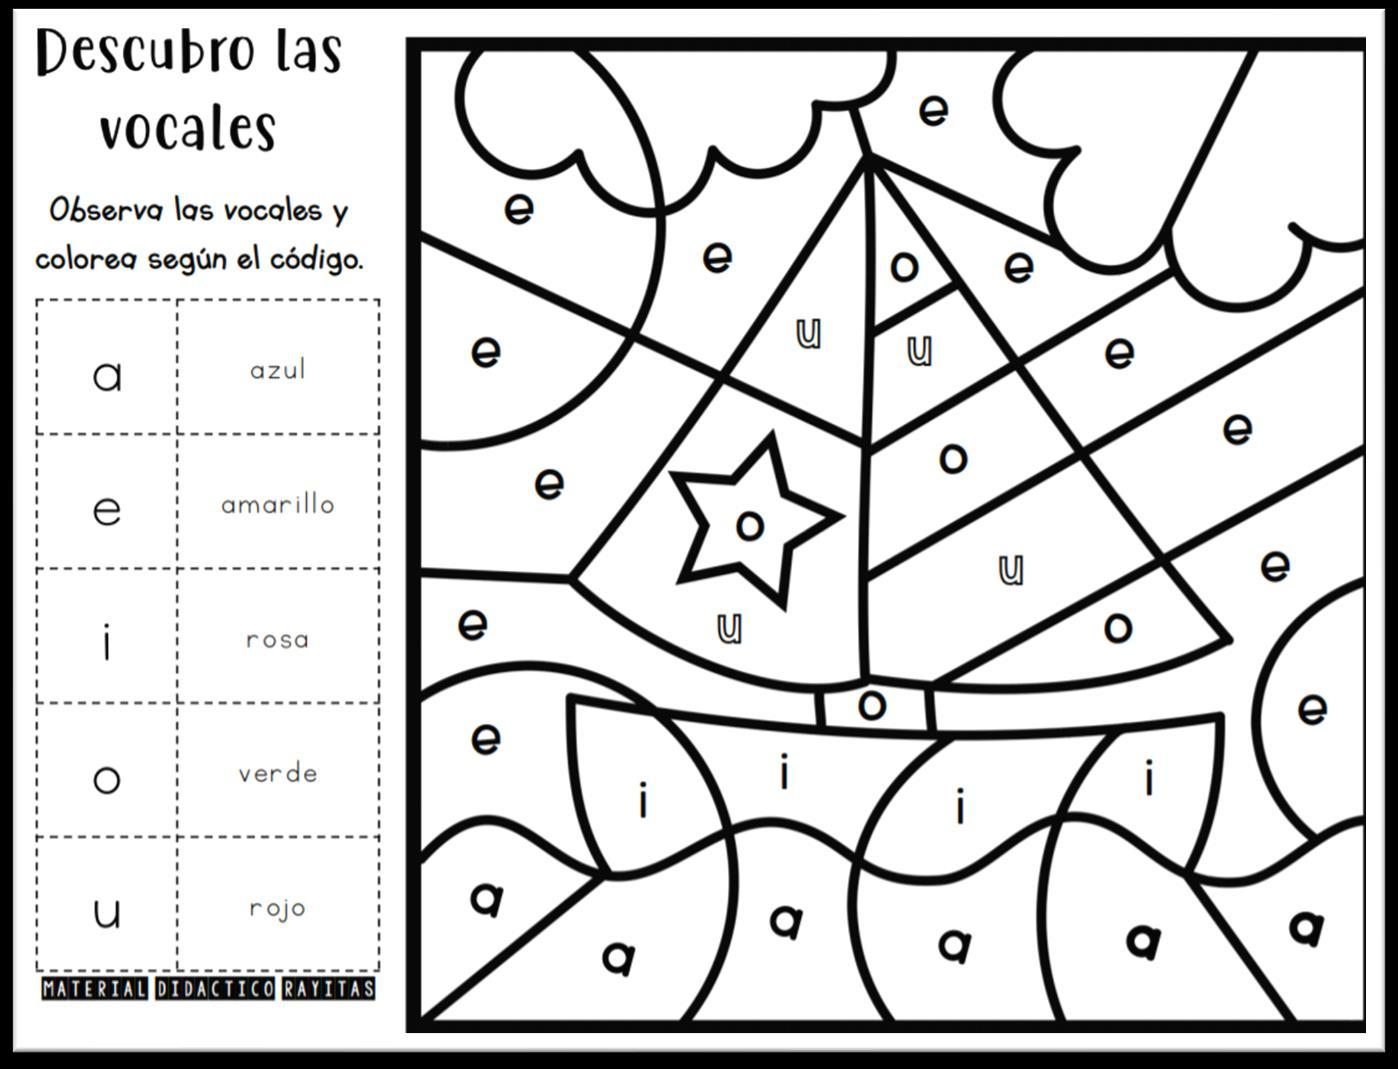 Descubro las
vocales
Observa las vocales y
colorea según el código.
a azul
e amarillo
i rosa
o verde
u rojo
MATERIAL DIDACTICO RAYITAS
e
e
e
o
e
u
u
e
e
o
e
e
o
u
e
o
e
u
o
e
e
i
i
i
i
a
a
a
a
a
a